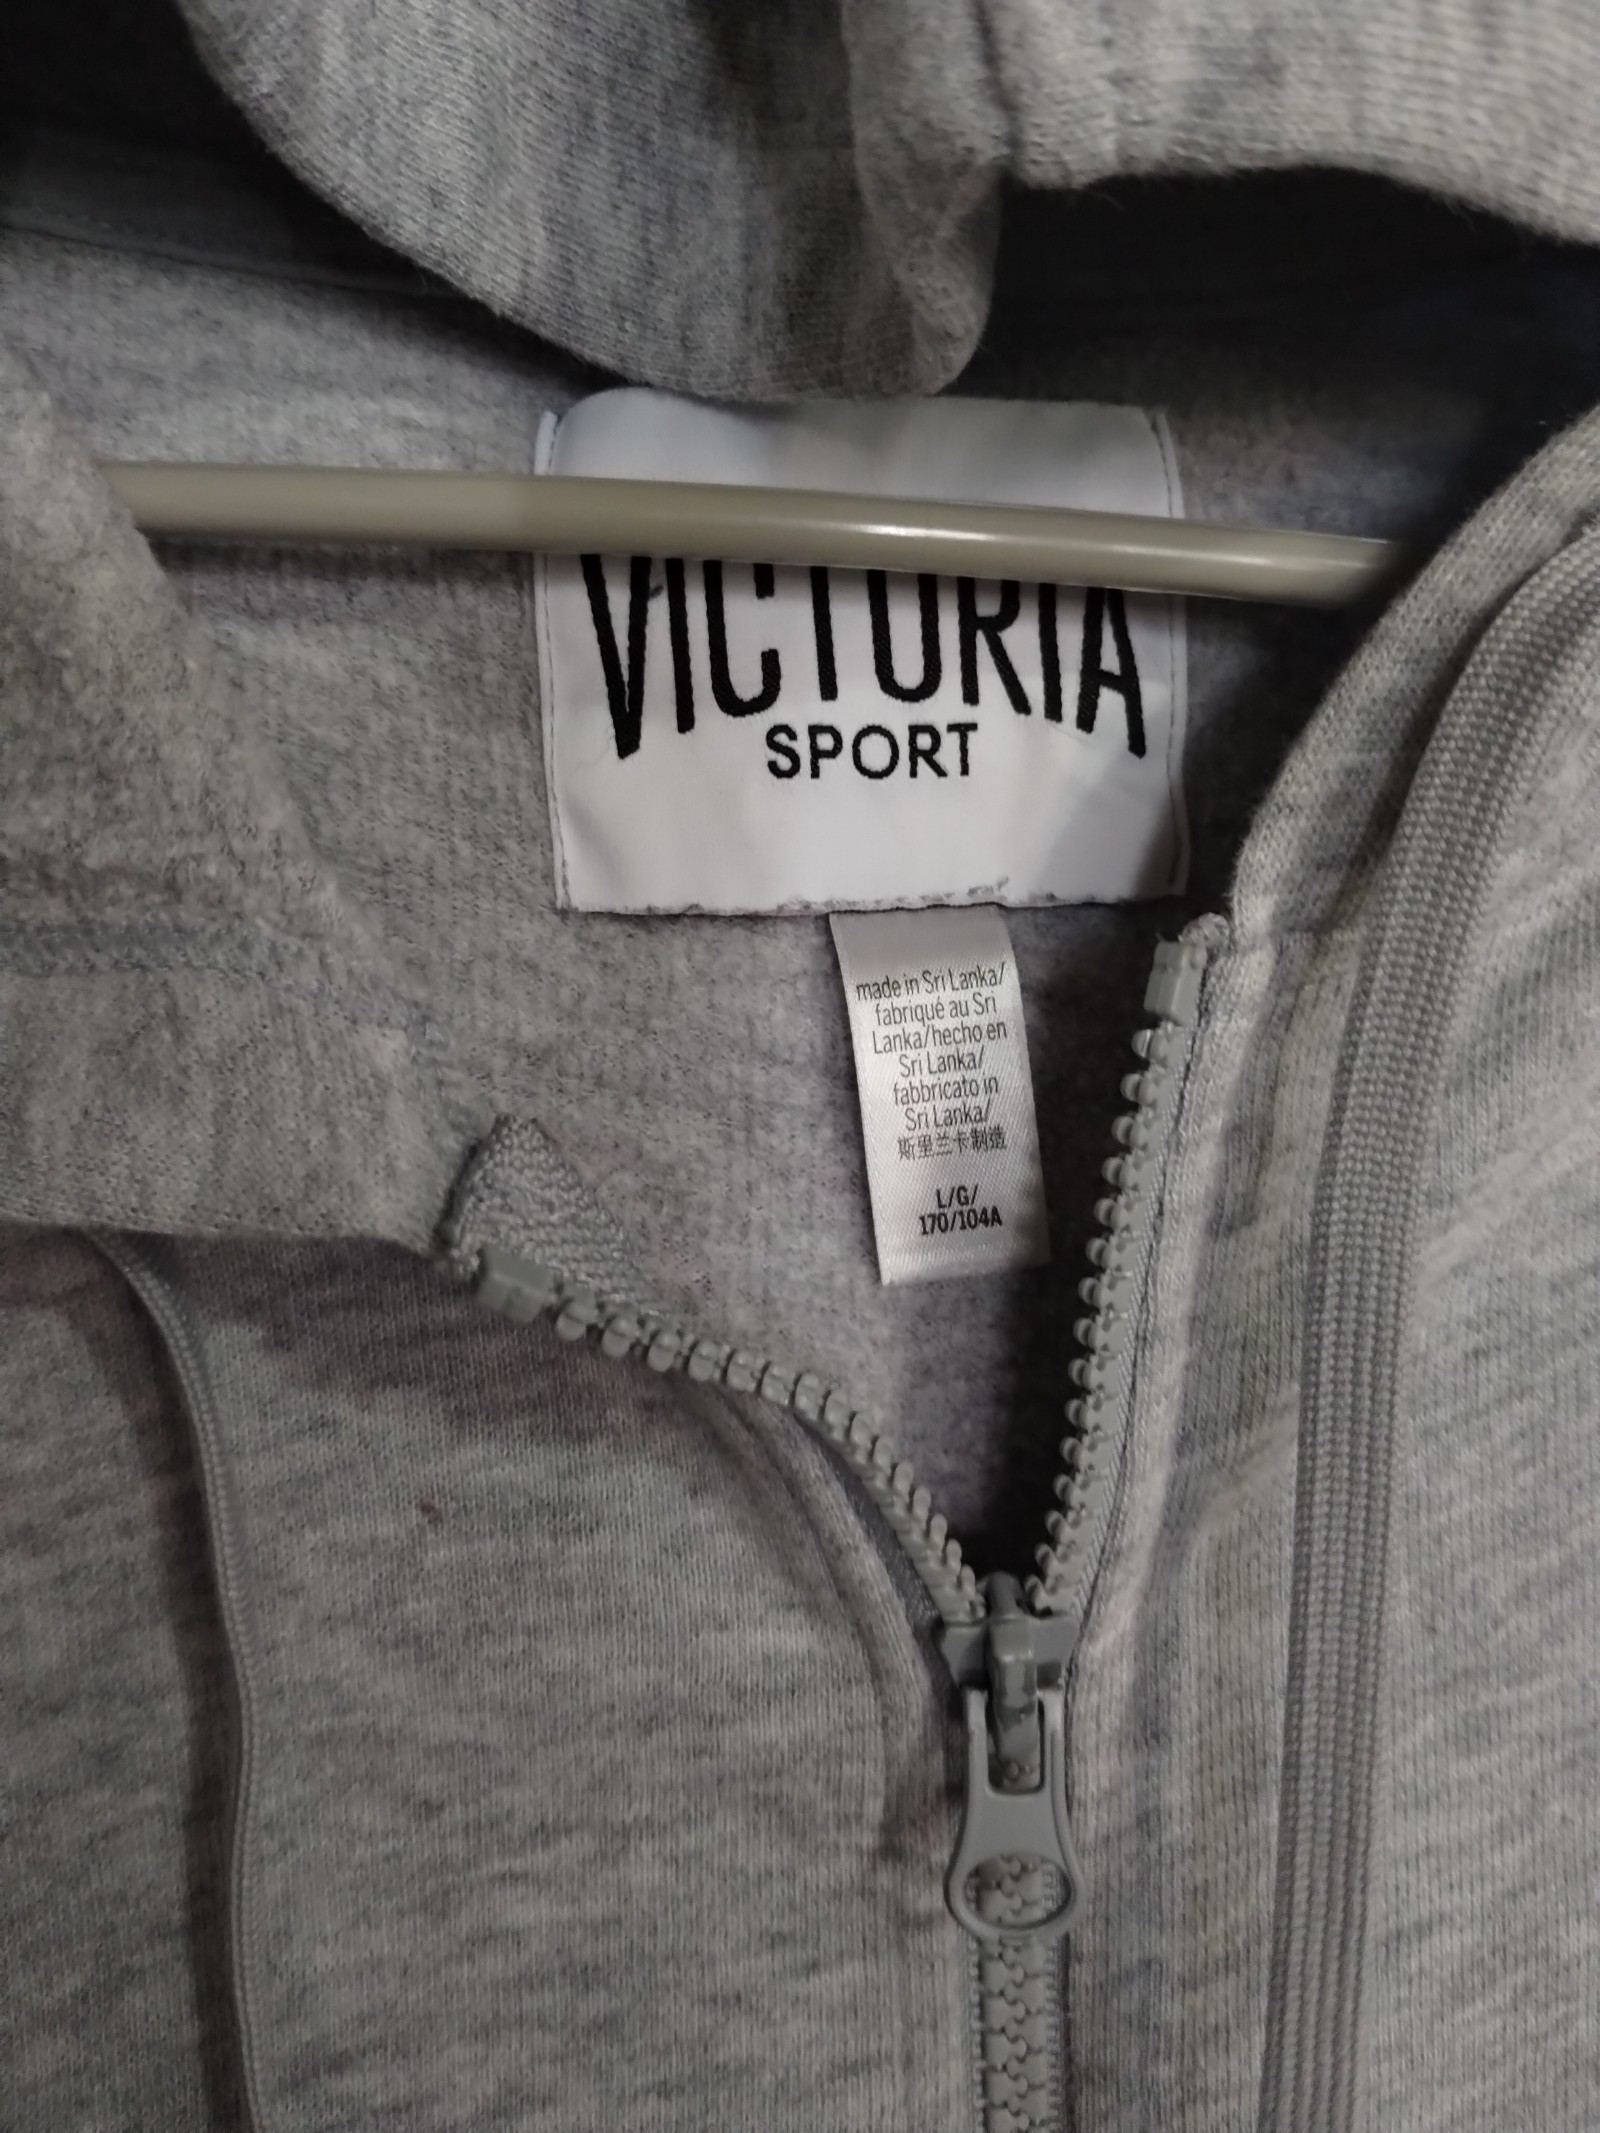 VICTORIA
SPORT
made in Sri Lanka/
fabriqué au Sri
Lanka/hecho en
Sri Lanka/
fabbricato in
Sri Lanka/
斯里兰卡制造
L/G/
170/104A